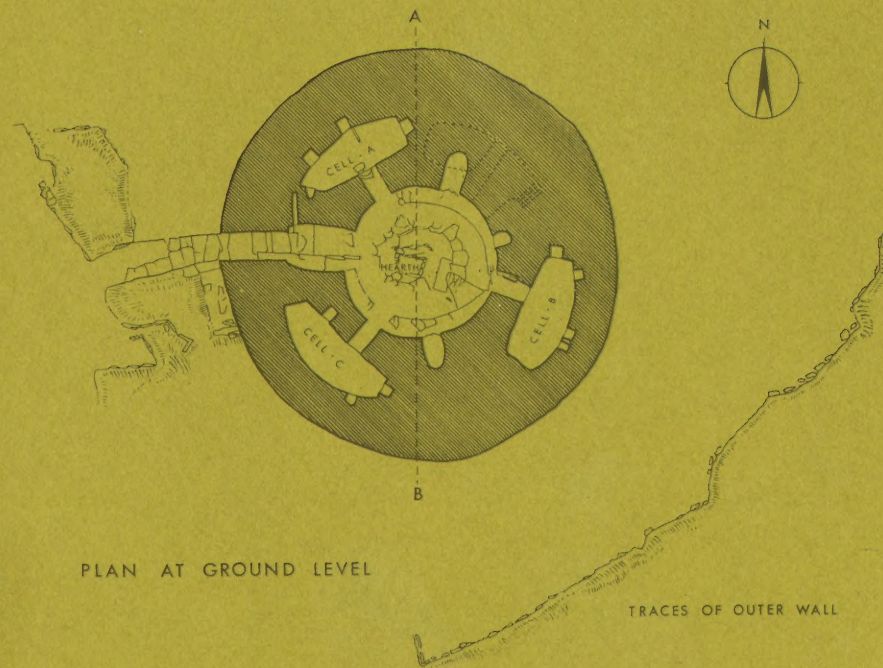 A
N
CELL·A
HEARTH
CELL·B
CELL·C
B
PLAN AT GROUND LEVEL
TRACES OF OUTER WALL